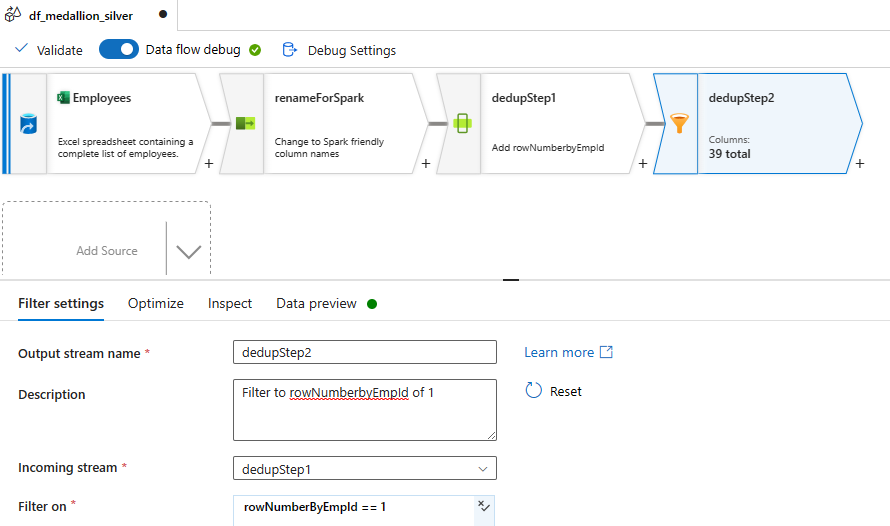 df_medallion_silver
Validate
Data flow debug
Debug Settings
Employees
Excel spreadsheet containing a
complete list of employees.
+
renameForSpark
Change to Spark friendly
column names
+
dedupStep1
Add rowNumberbyEmpId
+
dedupStep2
Columns:
39 total
+
Add Source
Filter settings
Optimize
Inspect
Data preview
Output stream name *
dedupStep2
Learn more
Description
Filter to rowNumberbyEmpId of 1
Reset
Incoming stream *
dedupStep1
Filter on *
rowNumberByEmpId == 1